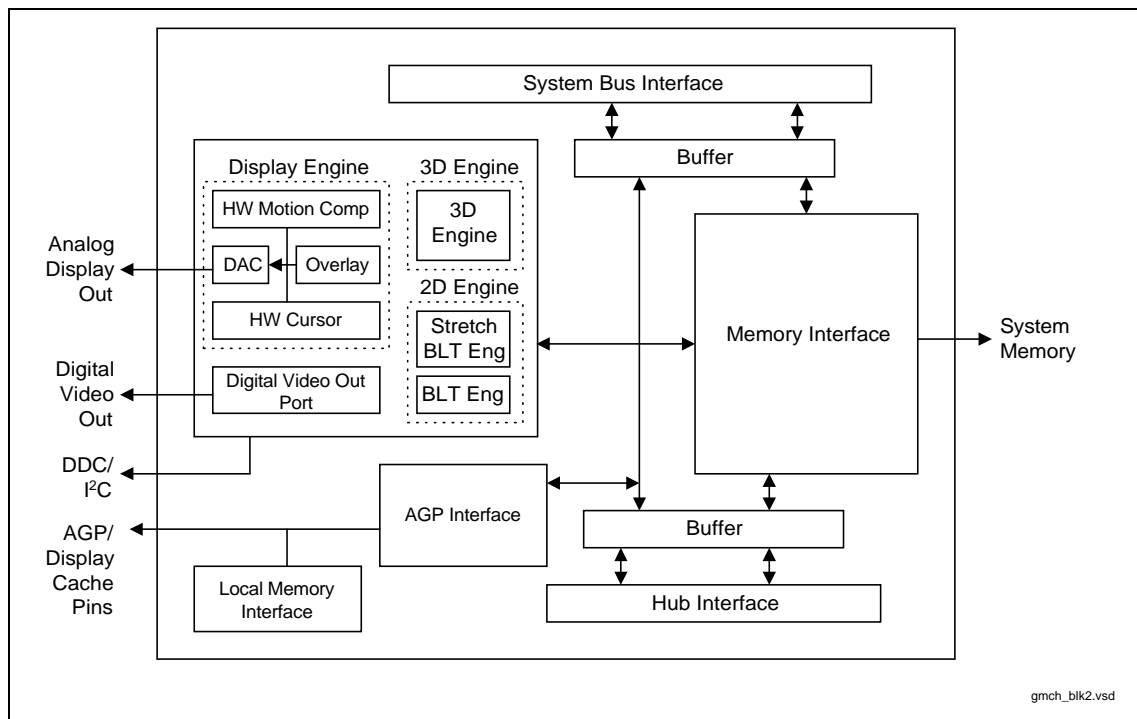 System Bus Interface
Buffer
Display Engine
HW Motion Comp
DAC
Overlay
HW Cursor
3D Engine
3D
Engine
2D Engine
Stretch
BLT Eng
BLT Eng
Digital Video Out
Port
Analog
Display
Out
Digital
Video
Out
DDC/
I²C
AGP/
Display
Cache
Pins
Memory Interface
System
Memory
AGP Interface
Local Memory
Interface
Buffer
Hub Interface
gmch_blk2.vsd